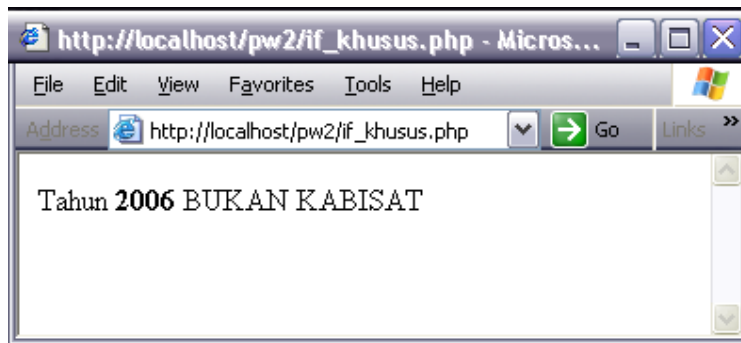 http://localhost/pw2/if_khusus.php - Micros...
File Edit View Favorites Tools Help
Address http://localhost/pw2/if_khusus.php Go Links »
Tahun 2006 BUKAN KABISAT